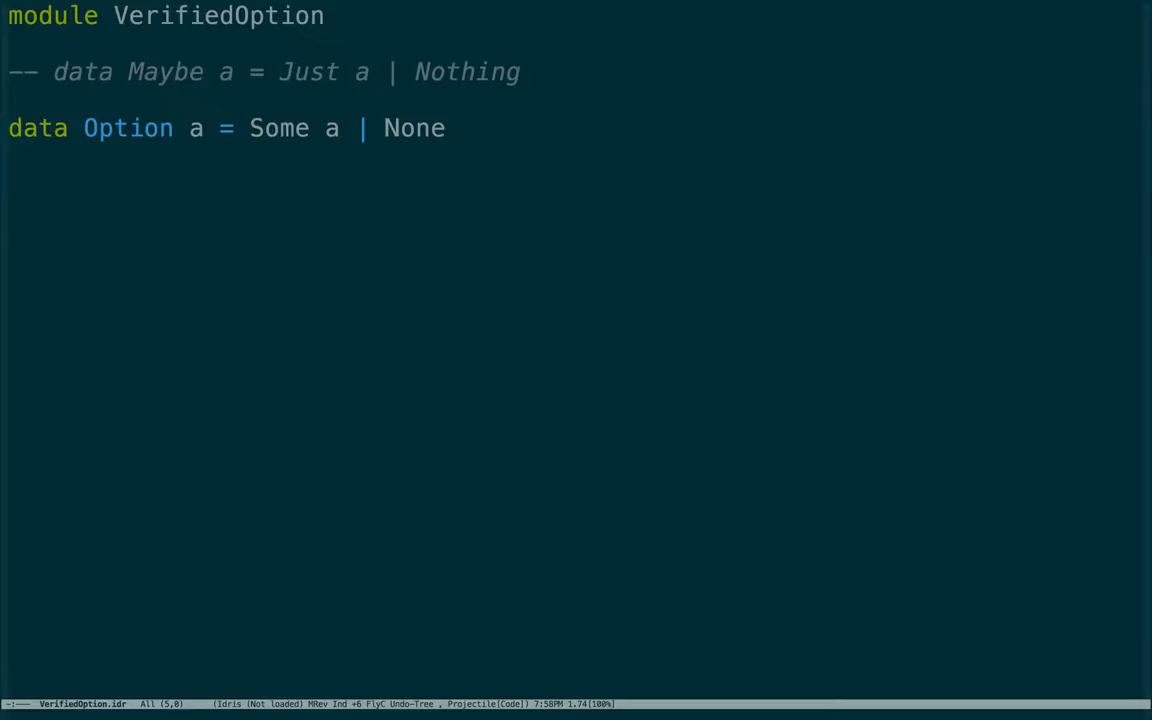 module VerifiedOption
-- data Maybe a = Just a | Nothing
data Option a = Some a | None
-:--- VerifiedOption.idr All (5,0) (Idris (Not loaded) MRev Ind +6 FlyC Undo-Tree , Projectile[Code]) 7:58PM 1.74[100%]